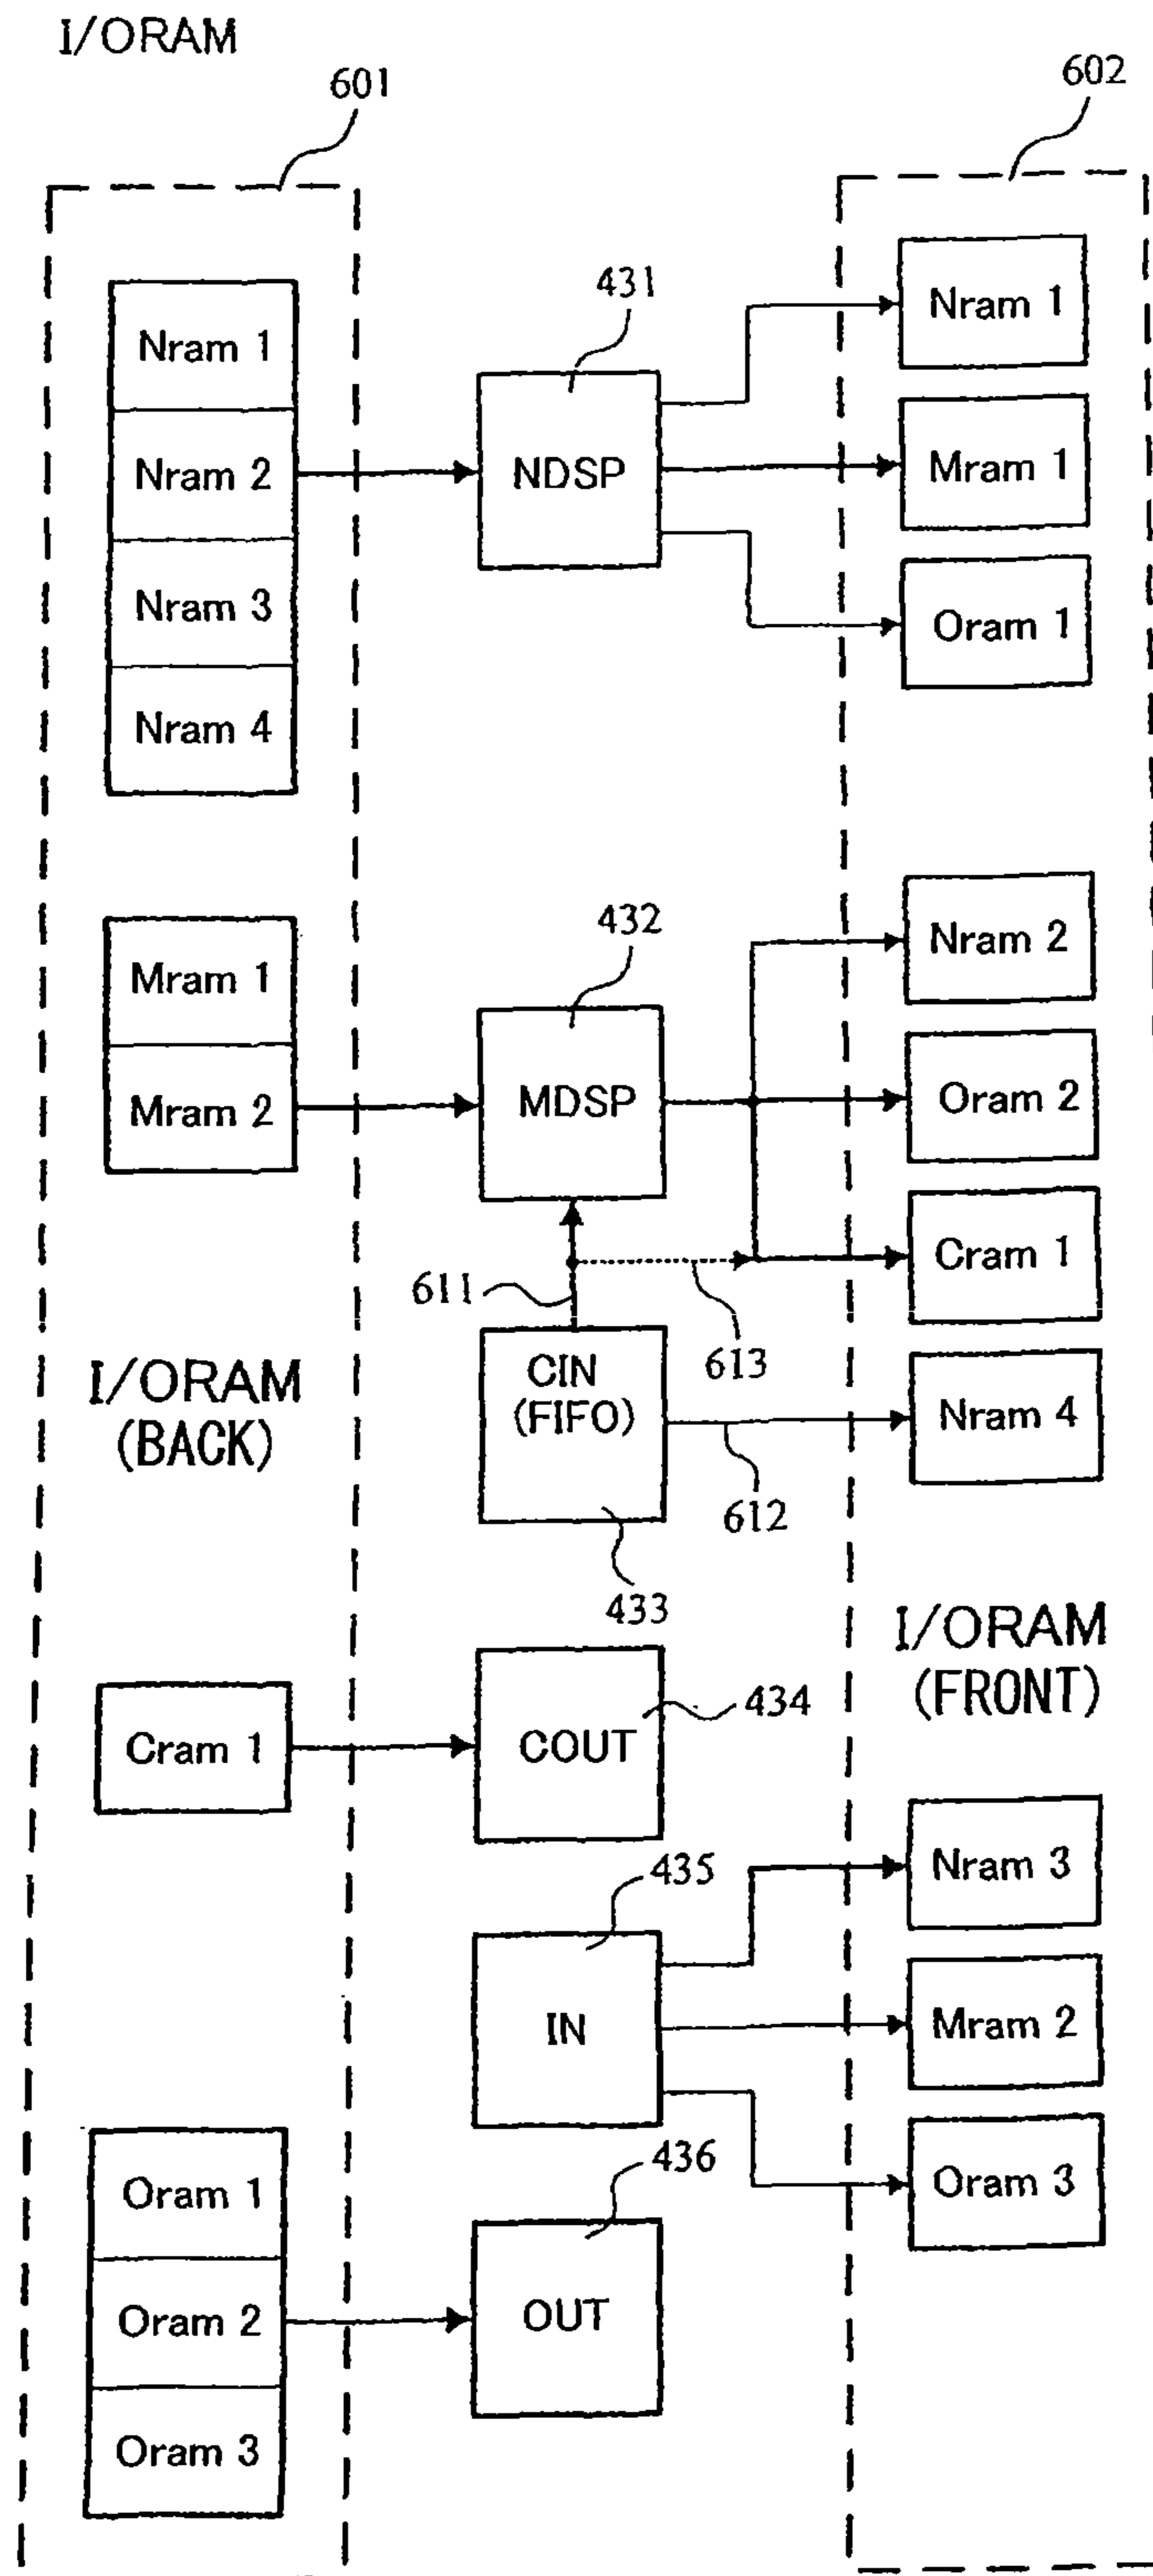 I/ORAM
601
602
Nram 1
Nram 2
Nram 3
Nram 4
431
NDSP
Nram 1
Mram 1
Oram 1
Mram 1
Mram 2
432
MDSP
Nram 2
Oram 2
Cram 1
611
613
I/ORAM
(BACK)
CIN
(FIFO)
Nram 4
612
433
I/ORAM
(FRONT)
Cram 1
COUT
434
435
IN
Nram 3
Mram 2
Oram 3
Oram 1
Oram 2
Oram 3
436
OUT